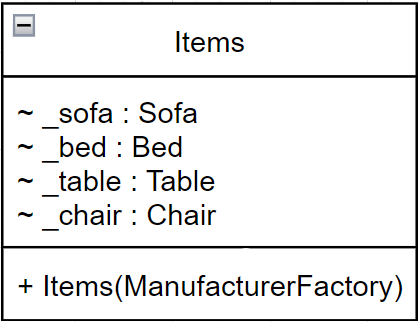 Items
~ _sofa : Sofa
~ _bed : Bed
~ _table : Table
~ _chair : Chair
+ Items(ManufacturerFactory)